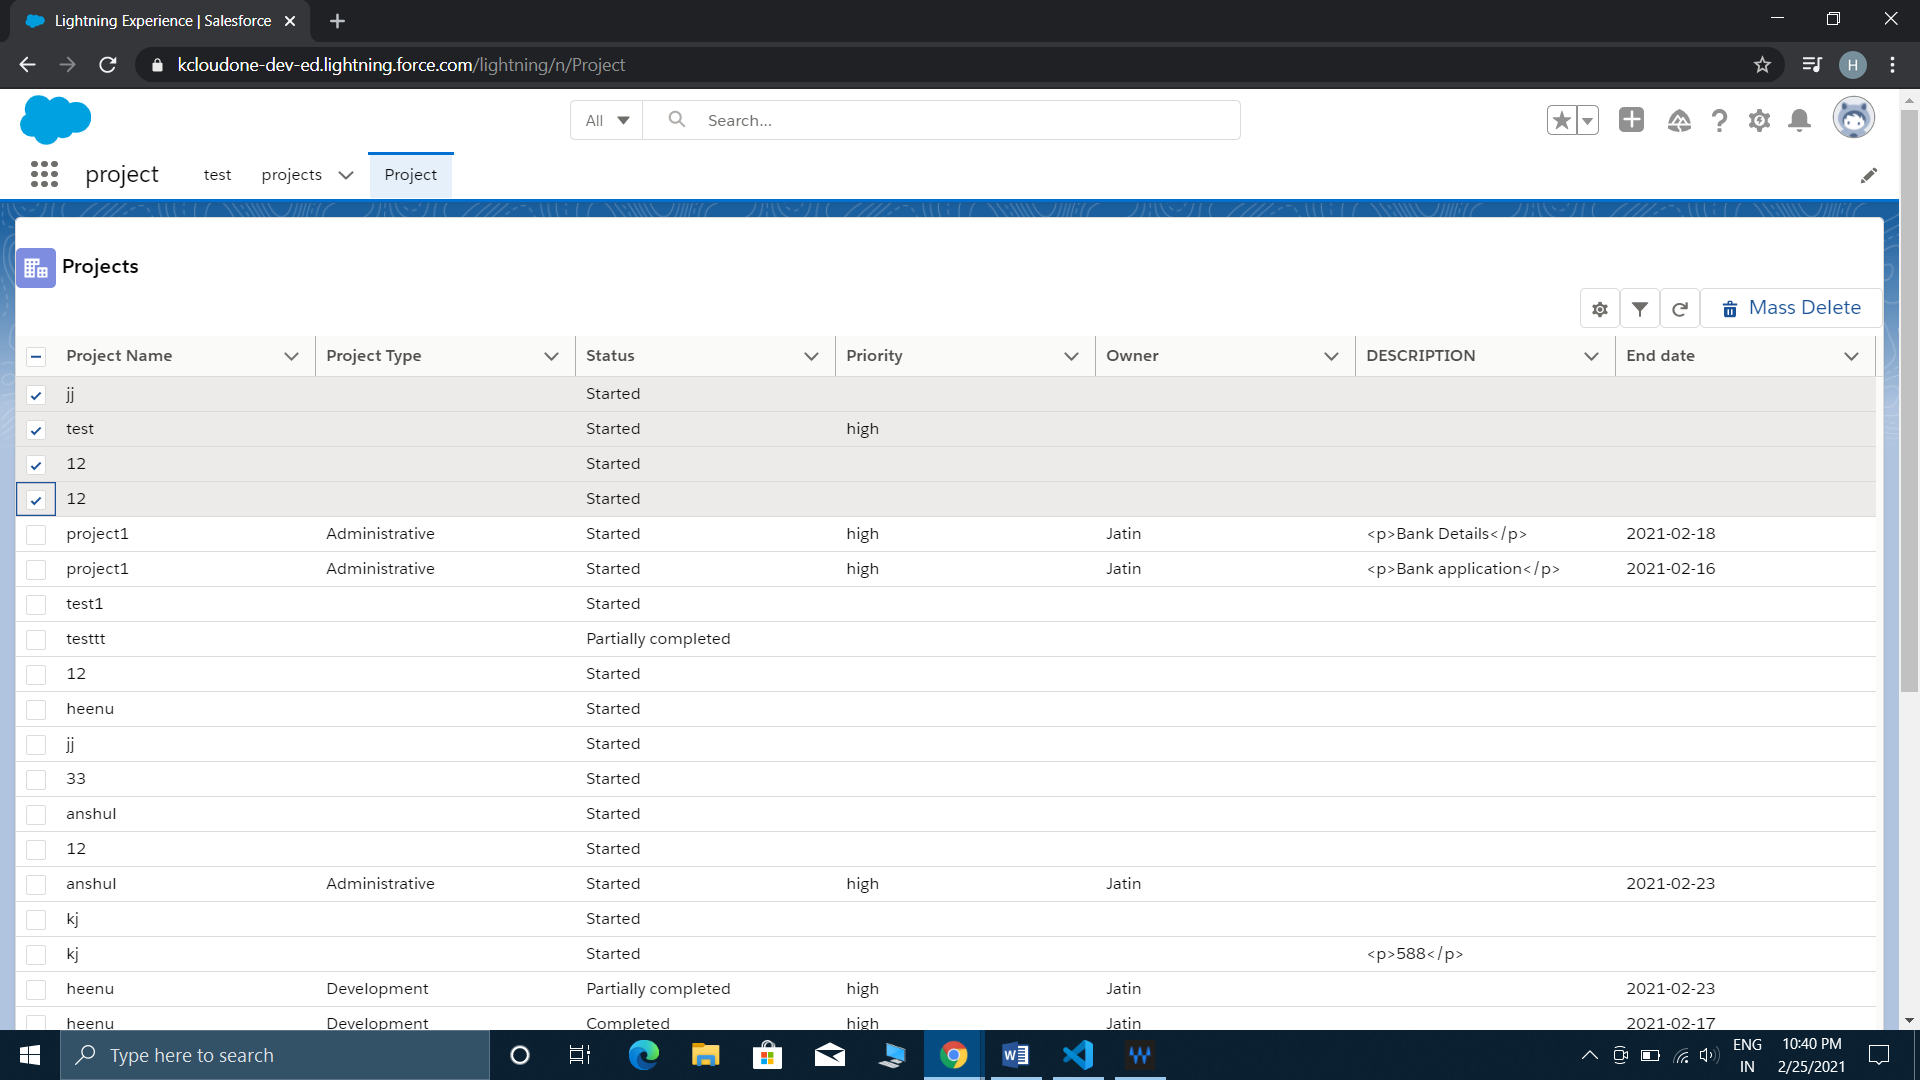 Lightning Experience | Salesforce
kcloudone-dev-ed.lightning.force.com/lightning/n/Project
H
All
Search...
project test projects Project
Projects
Mass Delete
Project Name Project Type Status Priority Owner DESCRIPTION End date
jj Started
test Started high
12 Started
12 Started
project1 Administrative Started high Jatin <p>Bank Details</p> 2021-02-18
project1 Administrative Started high Jatin <p>Bank application</p> 2021-02-16
test1 Started
testtt Partially completed
12 Started
heenu Started
jj Started
33 Started
anshul Started
12 Started
anshul Administrative Started high Jatin 2021-02-23
kj Started
kj Started <p>588</p>
heenu Development Partially completed high Jatin 2021-02-23
heenu Development Completed high Jatin 2021-02-17
Type here to search
ENG
IN
10:40 PM
2/25/2021